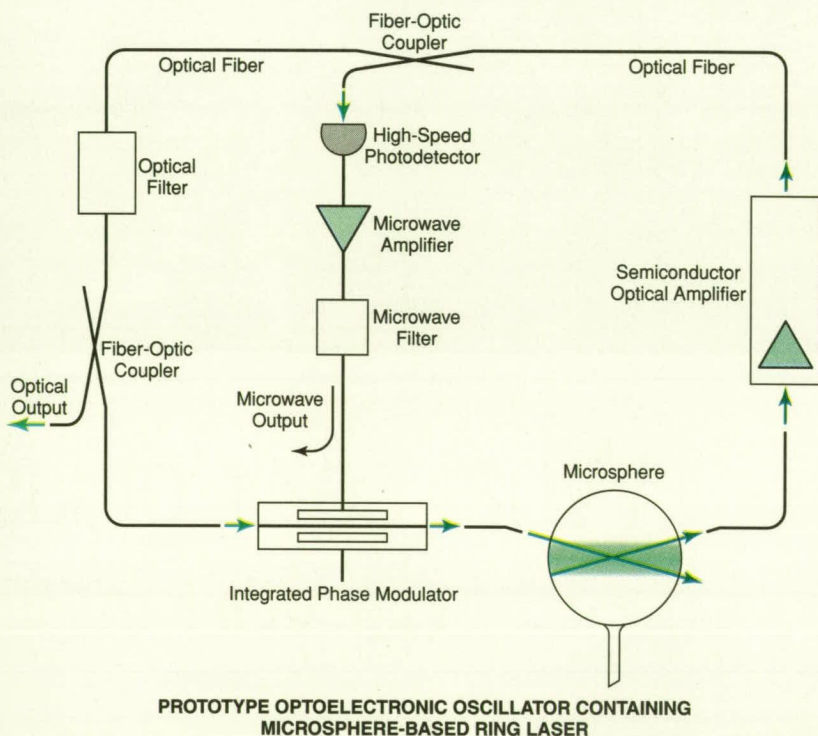 Fiber-Optic
Coupler
Optical Fiber
Optical Fiber
High-Speed
Photodetector
Optical
Filter
Microwave
Amplifier
Semiconductor
Optical Amplifier
Microwave
Filter
Fiber-Optic
Coupler
Optical
Output
Microwave
Output
Microsphere
Integrated Phase Modulator
PROTOTYPE OPTOELECTRONIC OSCILLATOR CONTAINING
MICROSPHERE-BASED RING LASER